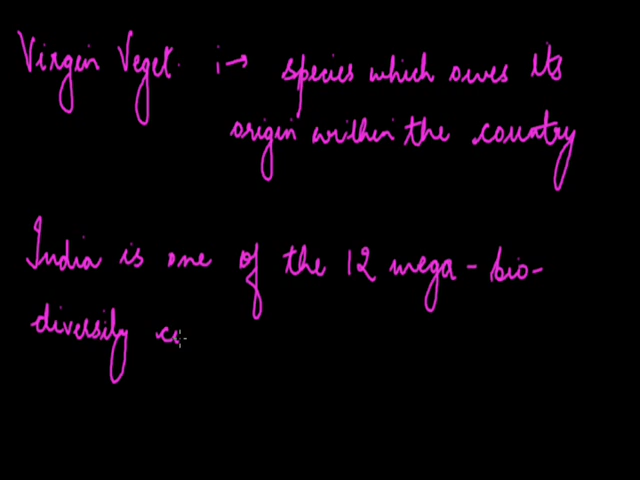 Virgin Veget. :→ species which owes its
origin within the country
India is one of the 12 mega-bio-
diversity co